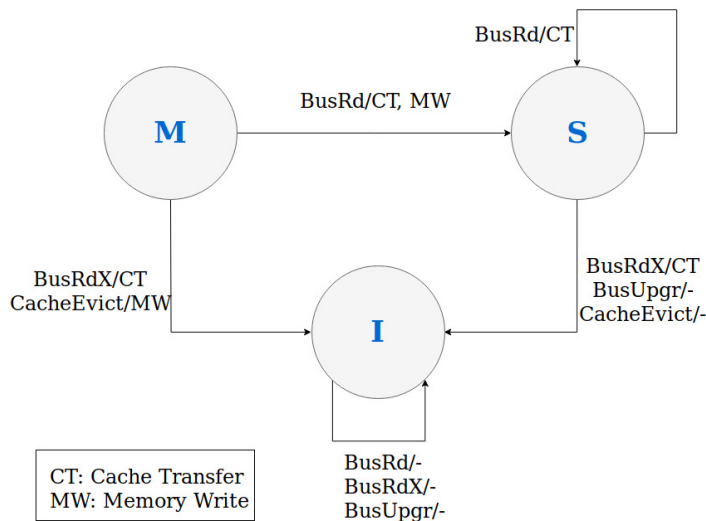 BusRd/CT
BusRd/CT, MW
M
S
BusRdX/CT
CacheEvict/MW
BusRdX/CT
BusUpgr/-
CacheEvict/-
I
BusRd/-
BusRdX/-
BusUpgr/-
CT: Cache Transfer
MW: Memory Write